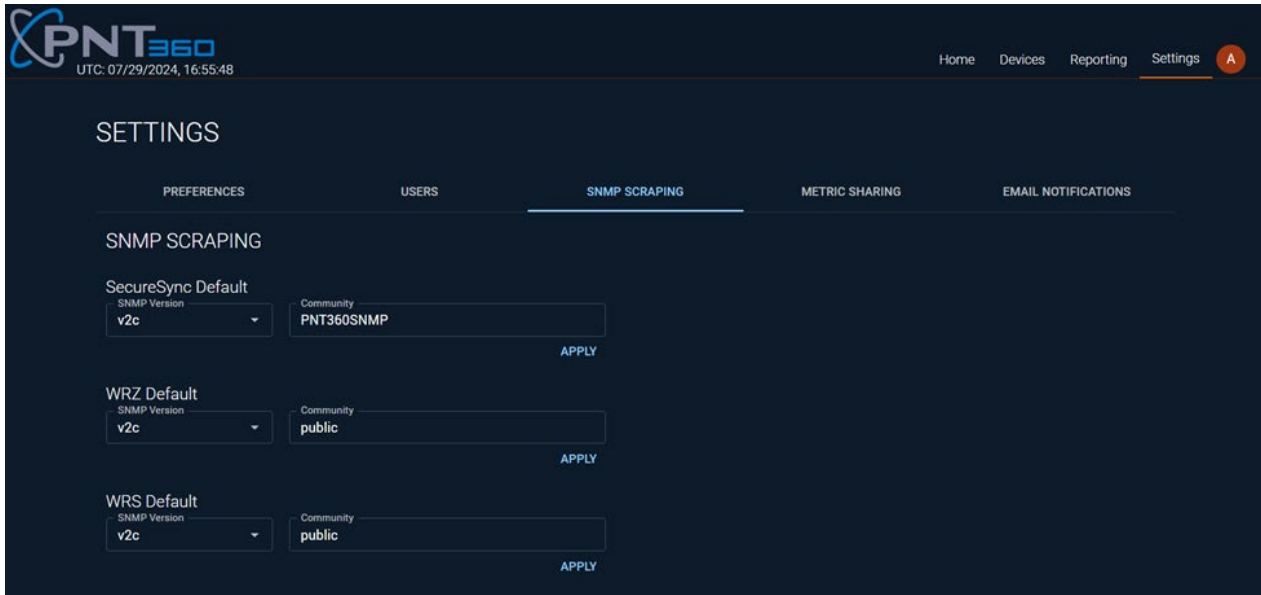 PNT360
UTC: 07/29/2024, 16:55:48
Home Devices Reporting Settings A
SETTINGS
PREFERENCES USERS SNMP SCRAPING METRIC SHARING EMAIL NOTIFICATIONS
SNMP SCRAPING
SecureSync Default
SNMP Version Community
v2c PNT360SNMP
APPLY
WRZ Default
SNMP Version Community
v2c public
APPLY
WRS Default
SNMP Version Community
v2c public
APPLY